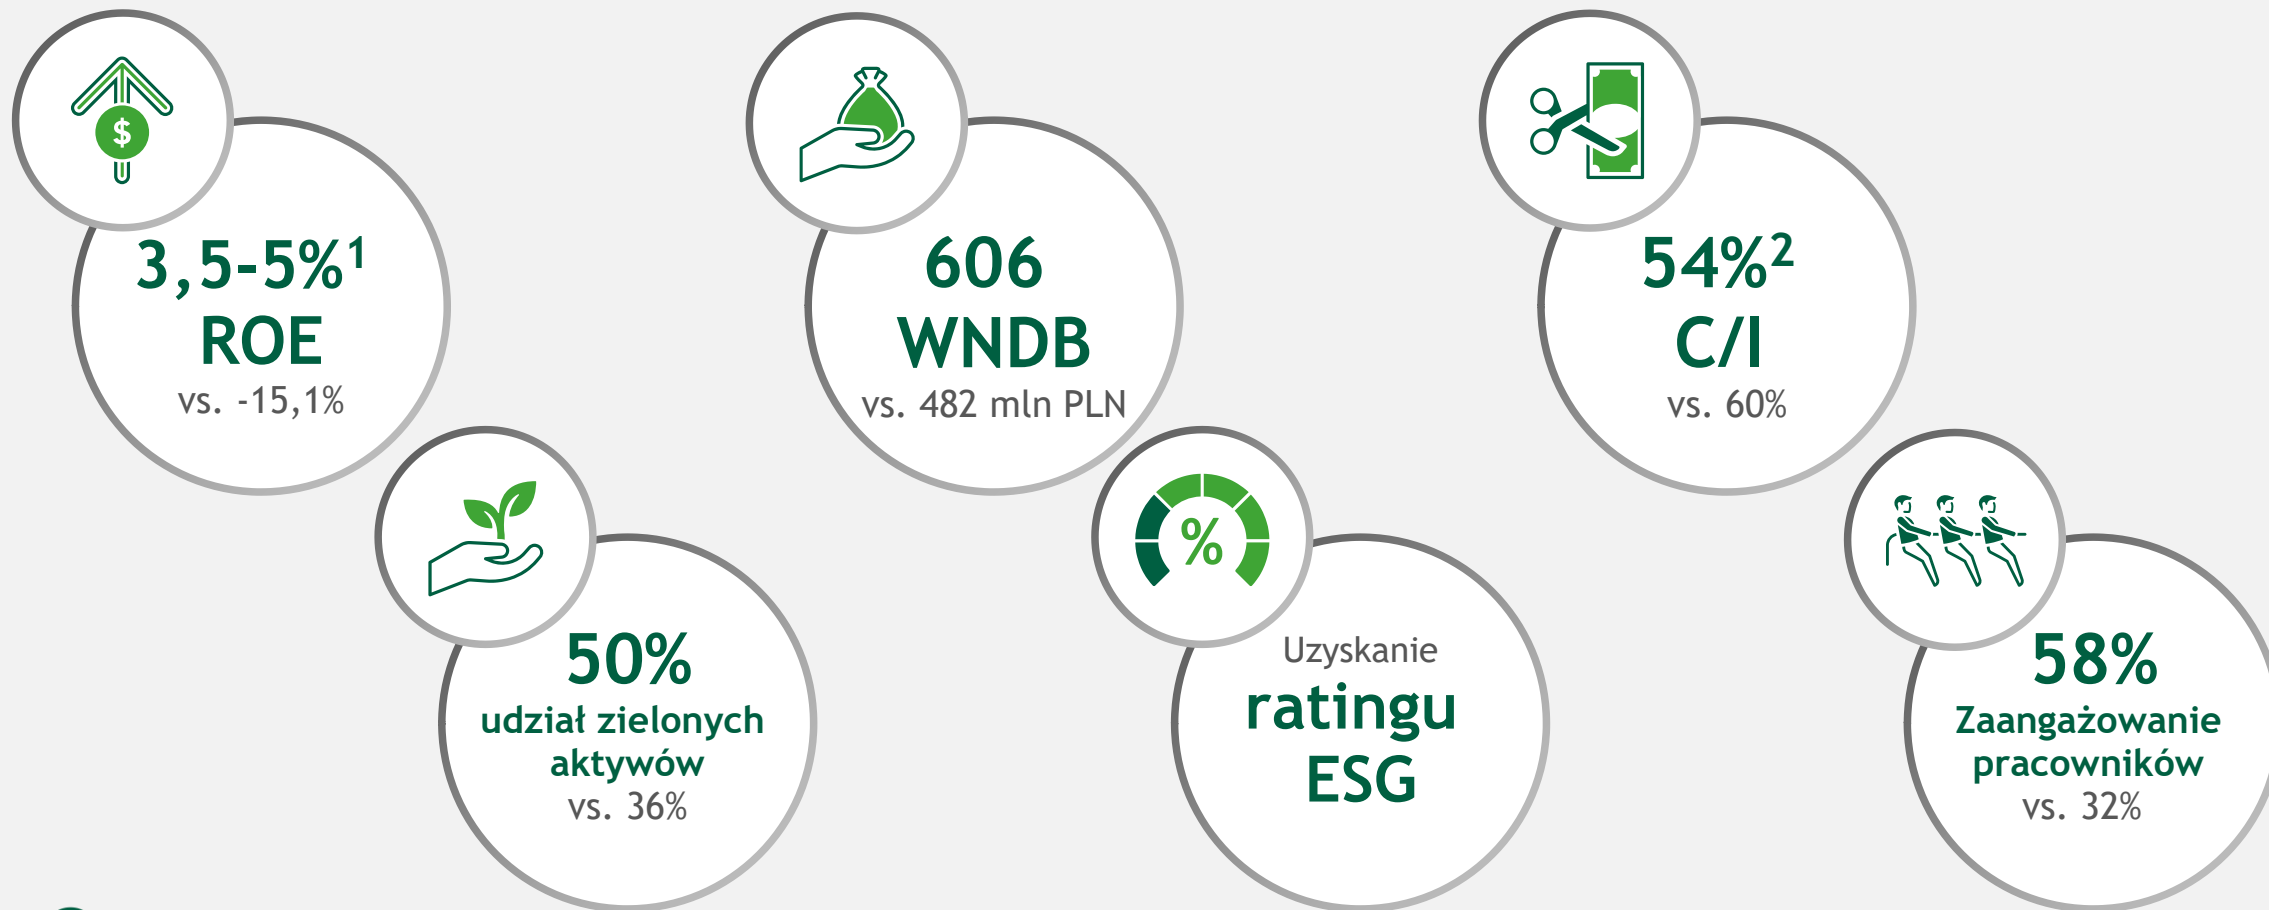 $
3,5-5%¹
ROE
vs. -15,1%
606
WNDB
vs. 482 mln PLN
54%²
C/I
vs. 60%
50%
udział zielonych
aktywów
vs. 36%
%
Uzyskanie
ratingu
ESG
58%
Zaangażowanie
pracowników
vs. 32%